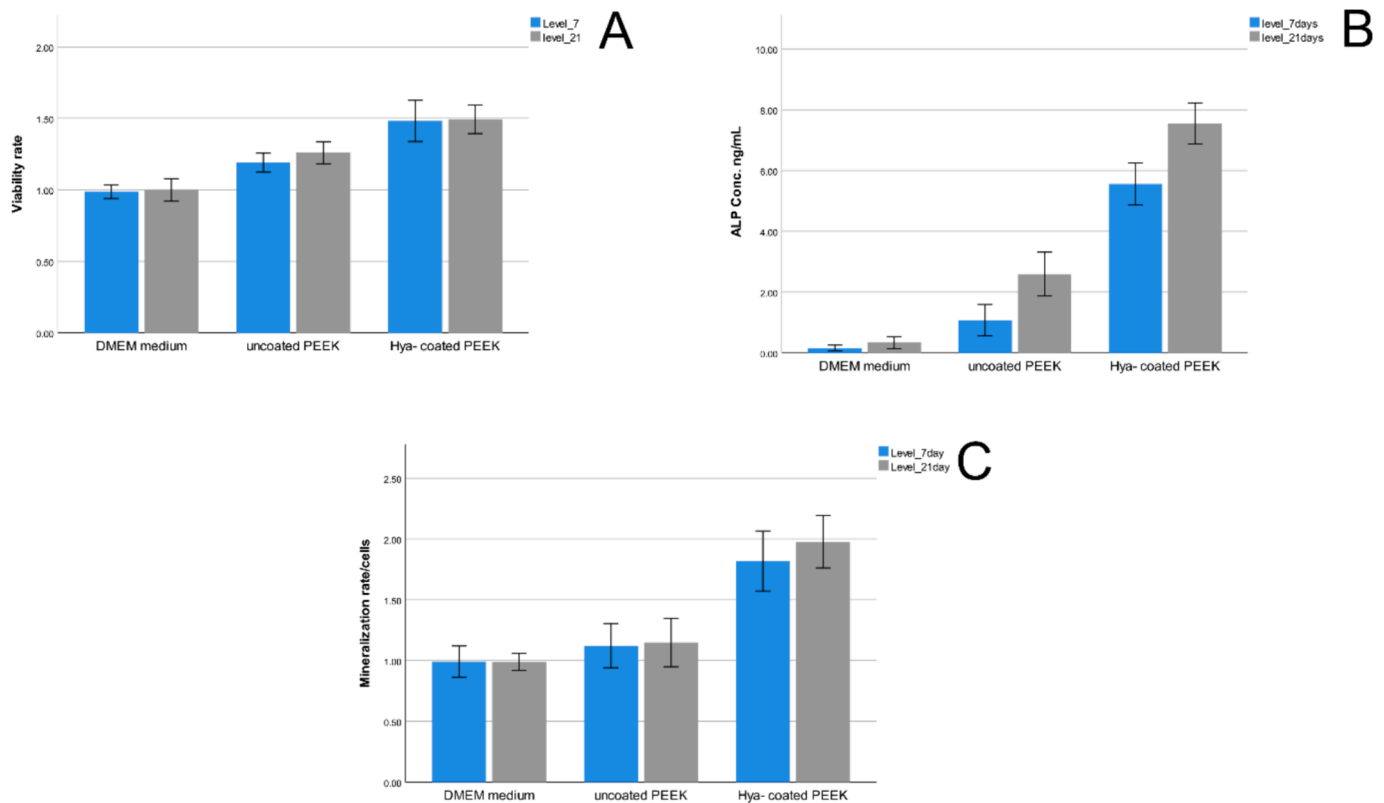 Level_7
level_21
A
2.00
1.50
1.00
0.50
0.00
Viability rate
DMEM medium
uncoated PEEK
Hya- coated PEEK
level_7days
level_21days
B
10.00
8.00
6.00
4.00
2.00
0.00
ALP Conc. ng/mL
DMEM medium
uncoated PEEK
Hya- coated PEEK
Level_7day
Level_21day
C
2.50
2.00
1.50
1.00
0.50
0.00
Mineralization rate/cells
DMEM medium
uncoated PEEK
Hya- coated PEEK